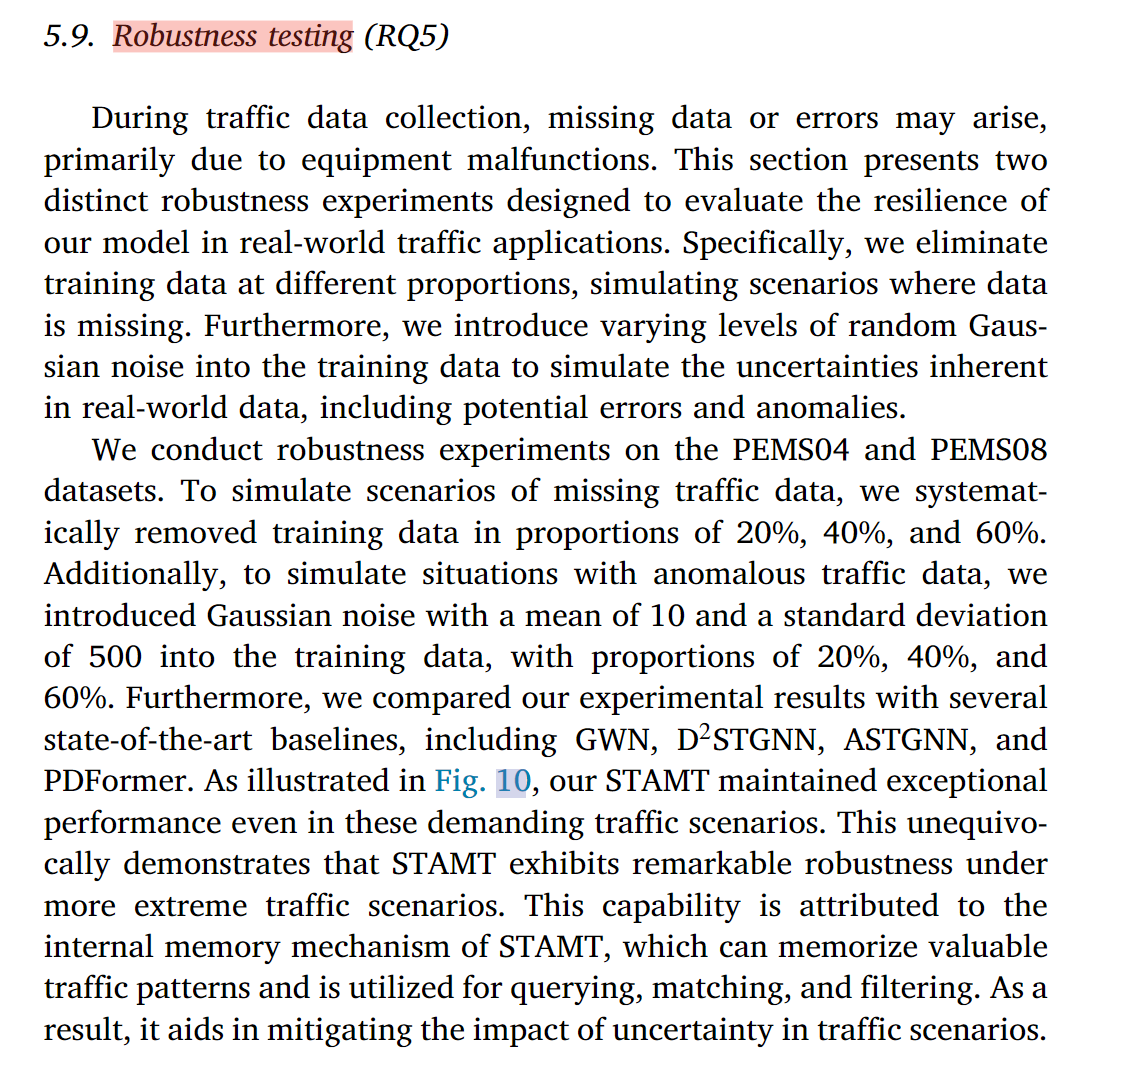 5.9. Robustness testing (RQ5)
During traffic data collection, missing data or errors may arise,
primarily due to equipment malfunctions. This section presents two
distinct robustness experiments designed to evaluate the resilience of
our model in real-world traffic applications. Specifically, we eliminate
training data at different proportions, simulating scenarios where data
is missing. Furthermore, we introduce varying levels of random Gaus-
sian noise into the training data to simulate the uncertainties inherent
in real-world data, including potential errors and anomalies.
We conduct robustness experiments on the PEMS04 and PEMS08
datasets. To simulate scenarios of missing traffic data, we systemat-
ically removed training data in proportions of 20%, 40%, and 60%.
Additionally, to simulate situations with anomalous traffic data, we
introduced Gaussian noise with a mean of 10 and a standard deviation
of 500 into the training data, with proportions of 20%, 40%, and
60%. Furthermore, we compared our experimental results with several
state-of-the-art baselines, including GWN, D²STGNN, ASTGNN, and
PDFormer. As illustrated in Fig. 10, our STAMT maintained exceptional
performance even in these demanding traffic scenarios. This unequivo-
cally demonstrates that STAMT exhibits remarkable robustness under
more extreme traffic scenarios. This capability is attributed to the
internal memory mechanism of STAMT, which can memorize valuable
traffic patterns and is utilized for querying, matching, and filtering. As a
result, it aids in mitigating the impact of uncertainty in traffic scenarios.